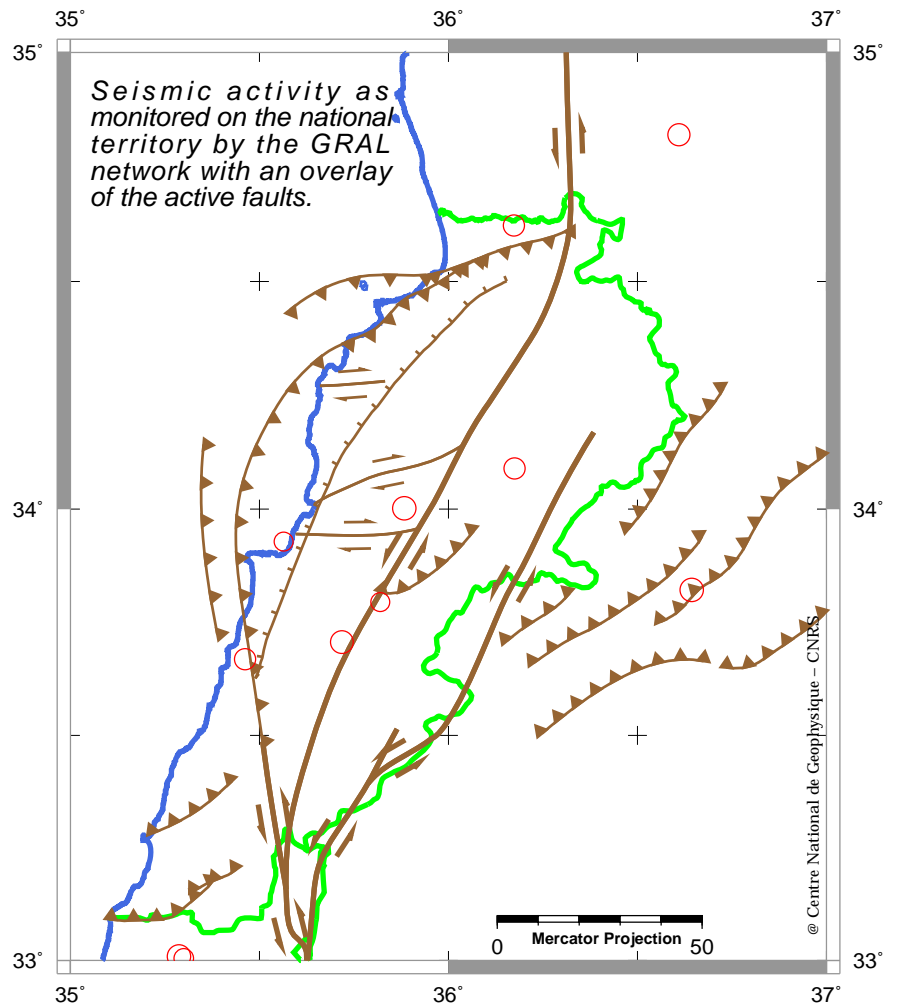 35˚ 36˚ 37˚
35˚ 35˚
Seismic activity as
monitored on the national
territory by the GRAL
network with an overlay
of the active faults.
34˚ 34˚
@ Centre National de Geophysique – CNRS
Mercator Projection
0 50
33˚ 33˚
35˚ 36˚ 37˚